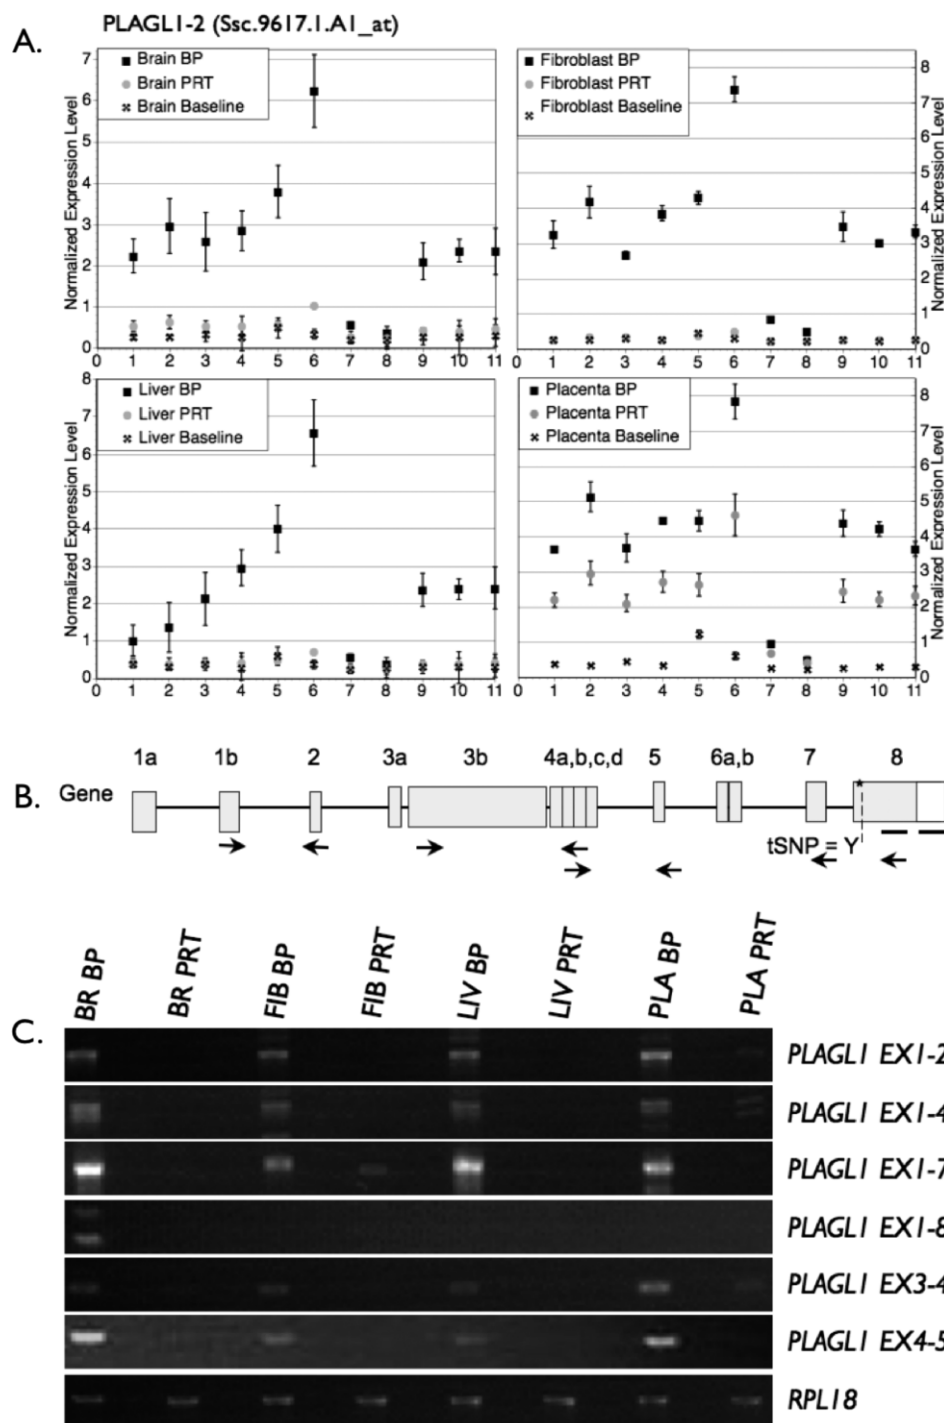 PLAGL1-2 (Ssc.9617.1.A1_at)
A.
Normalized Expression Level
7
6
5
4
3
2
1
0
Brain BP
Brain PRT
Brain Baseline
0 1 2 3 4 5 6 7 8 9 10 11
Fibroblast BP
Fibroblast PRT
Fibroblast Baseline
8
7
6
5
4
3
2
1
0
Normalized Expression Level
1 2 3 4 5 6 7 8 9 10 11
Normalized Expression Level
8
7
6
5
4
3
2
1
0
Liver BP
Liver PRT
Liver Baseline
0 1 2 3 4 5 6 7 8 9 10 11
Placenta BP
Placenta PRT
Placenta Baseline
8
7
6
5
4
3
2
1
0
Normalized Expression Level
1 2 3 4 5 6 7 8 9 10 11
B.
1a 1b 2 3a 3b 4a,b,c,d 5 6a,b 7 8
Gene
*
tSNP = Y
C.
BR BP
BR PRT
FIB BP
FIB PRT
LIV BP
LIV PRT
PLA BP
PLA PRT
PLAGL1 EX1-2
PLAGL1 EX1-4
PLAGL1 EX1-7
PLAGL1 EX1-8
PLAGL1 EX3-4
PLAGL1 EX4-5
RPL18